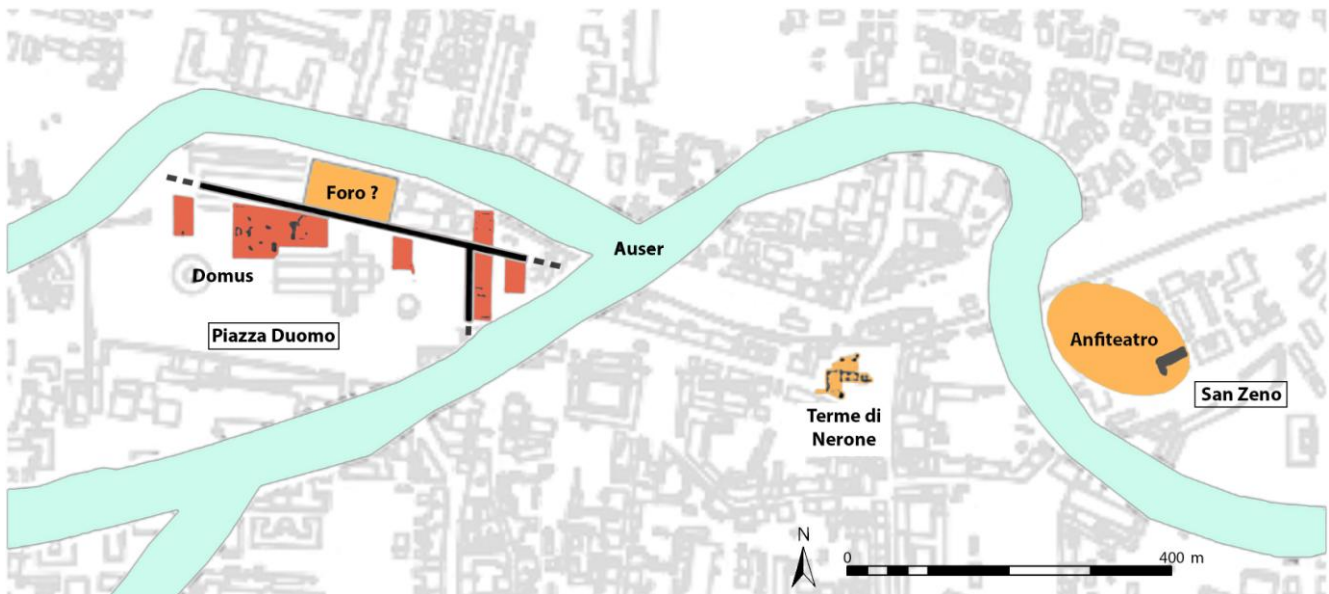 Foro ?
Domus
Auser
Piazza Duomo
Anfiteatro
San Zeno
Terme di
Nerone
N
0
400 m